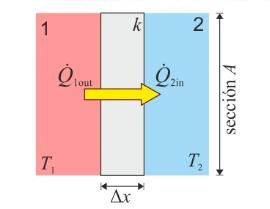 1
k
2
Q̇1out
Q̇2in
sección A
T1
T2
Δx